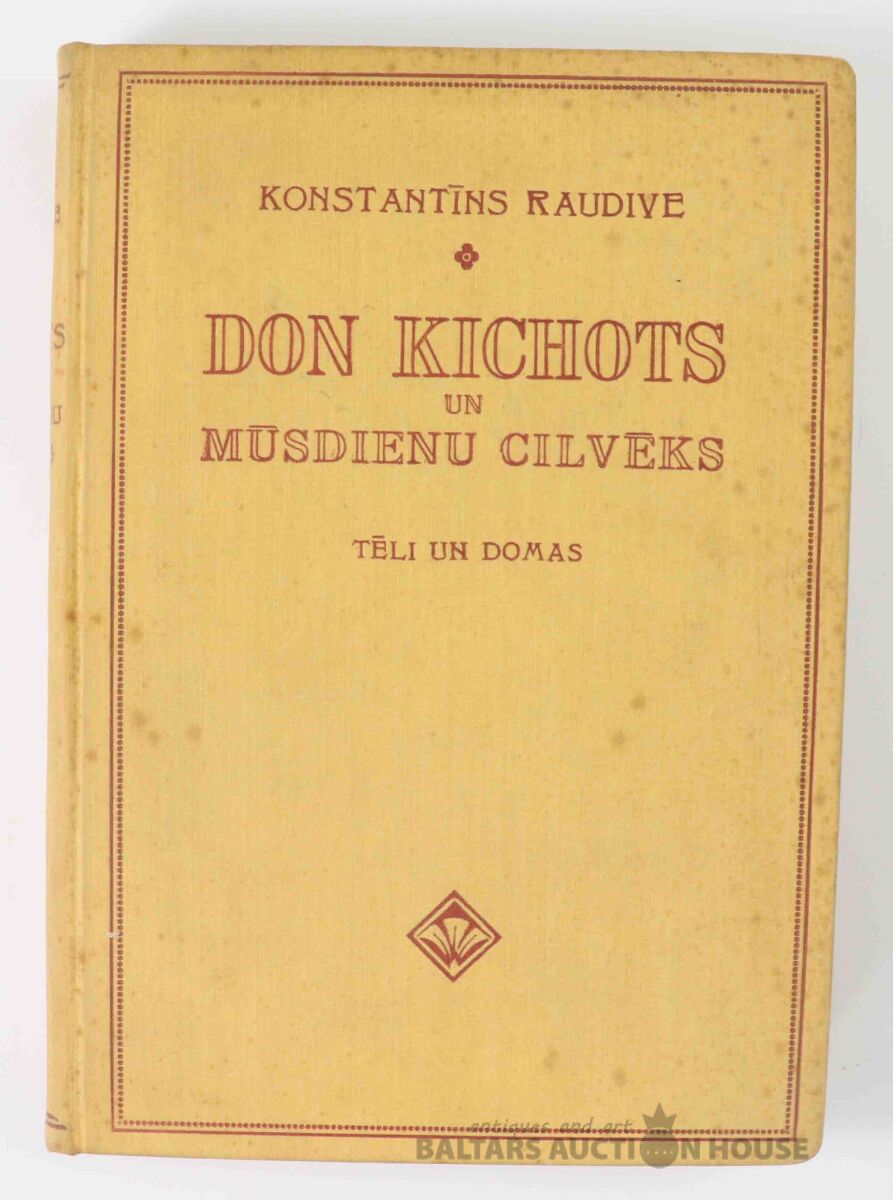 KONSTANTĪNS RAUDIVE
DON KICHOTS
UN
MŪSDIENU CILVĒKS
TĒLI UN DOMAS
antiques and art
BALTARS AUCTION HOUSE